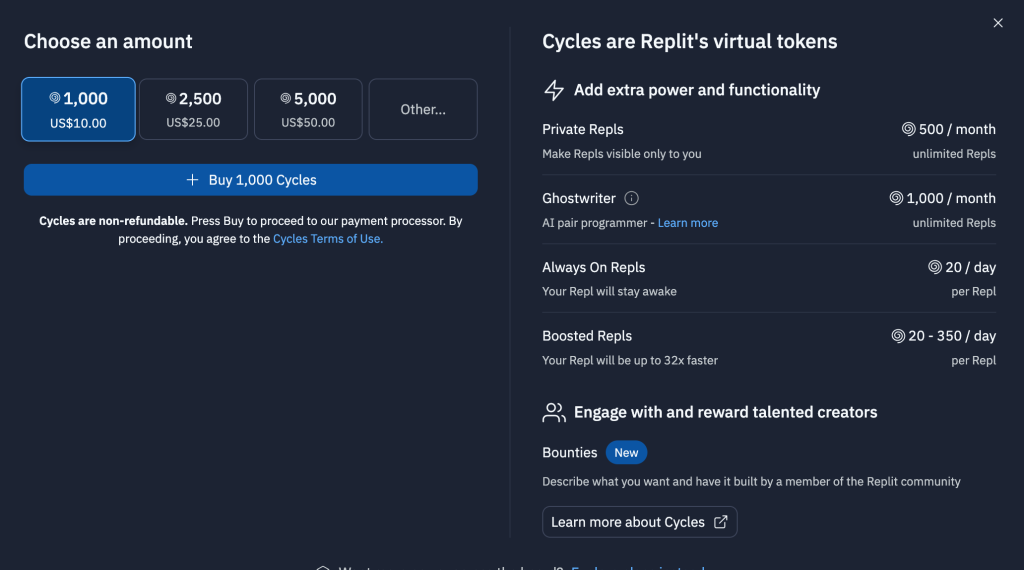 Choose an amount
1,000
US$10.00
2,500
US$25.00
5,000
US$50.00
Other...
Buy 1,000 Cycles
Cycles are non-refundable. Press Buy to proceed to our payment processor. By
proceeding, you agree to the Cycles Terms of Use.
Cycles are Replit's virtual tokens
Add extra power and functionality
Private Repls
500 / month
Make Repls visible only to you
unlimited Repls
Ghostwriter
1,000 / month
AI pair programmer - Learn more
unlimited Repls
Always On Repls
20 / day
Your Repl will stay awake
per Repl
Boosted Repls
20 - 350 / day
Your Repl will be up to 32x faster
per Repl
Engage with and reward talented creators
Bounties New
Describe what you want and have it built by a member of the Replit community
Learn more about Cycles